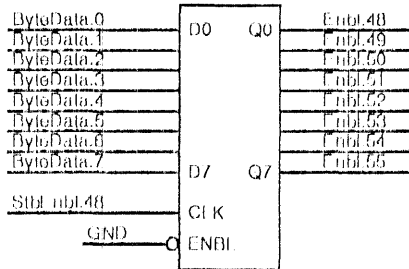 ByteData.0 D0 Q0 Enbl.48
ByteData.1 Enbl.49
ByteData.2 Enbl.50
ByteData.3 Enbl.51
ByteData.4 Enbl.52
ByteData.5 Enbl.53
ByteData.6 Enbl.54
ByteData.7 D7 Q7 Enbl.55
StbEnbl.48 CLK
GND ENBL